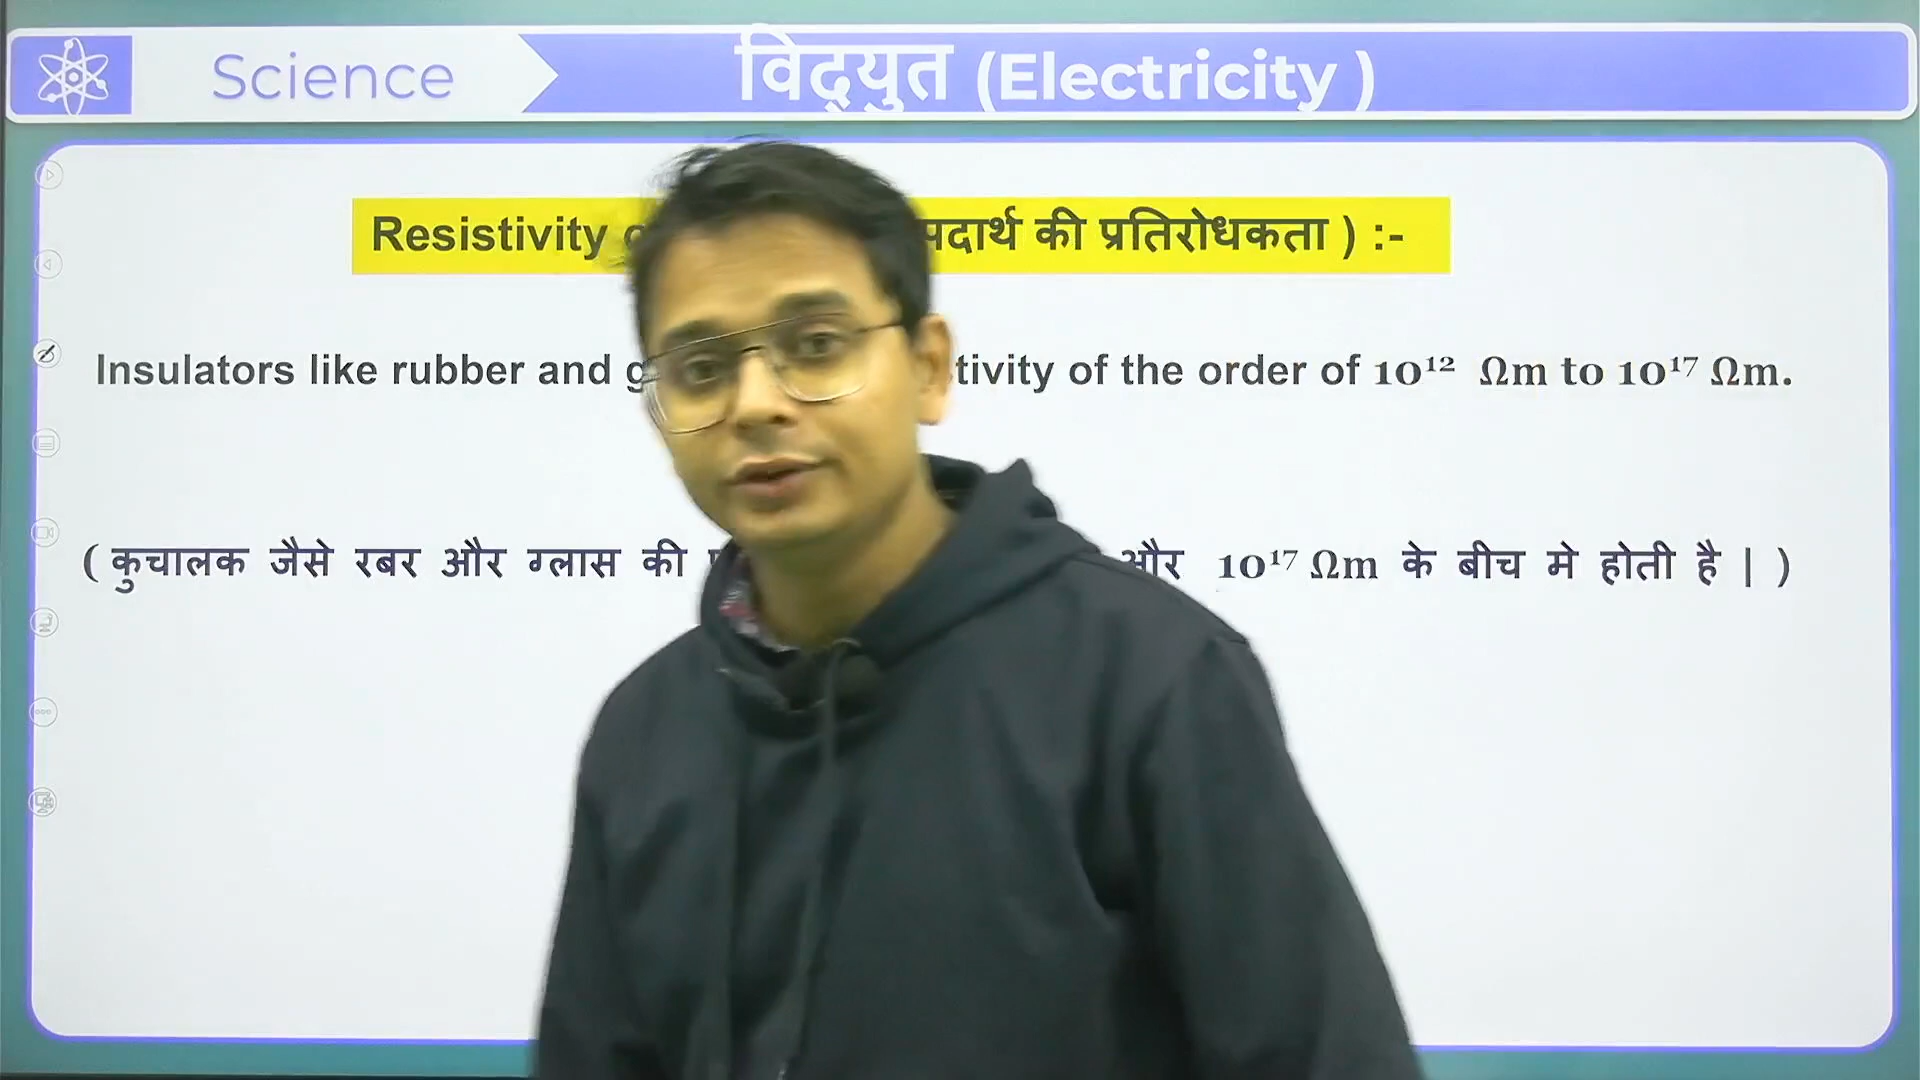 Science
विद्युत (Electricity )
Resistivity पदार्थ की प्रतिरोधकता ) :-
Insulators like rubber and of the order of 10¹² Ωm to 10¹⁷ Ωm.
( कुचालक जैसे रबर और ग्लास की और 10¹⁷ Ωm के बीच मे होती है | )